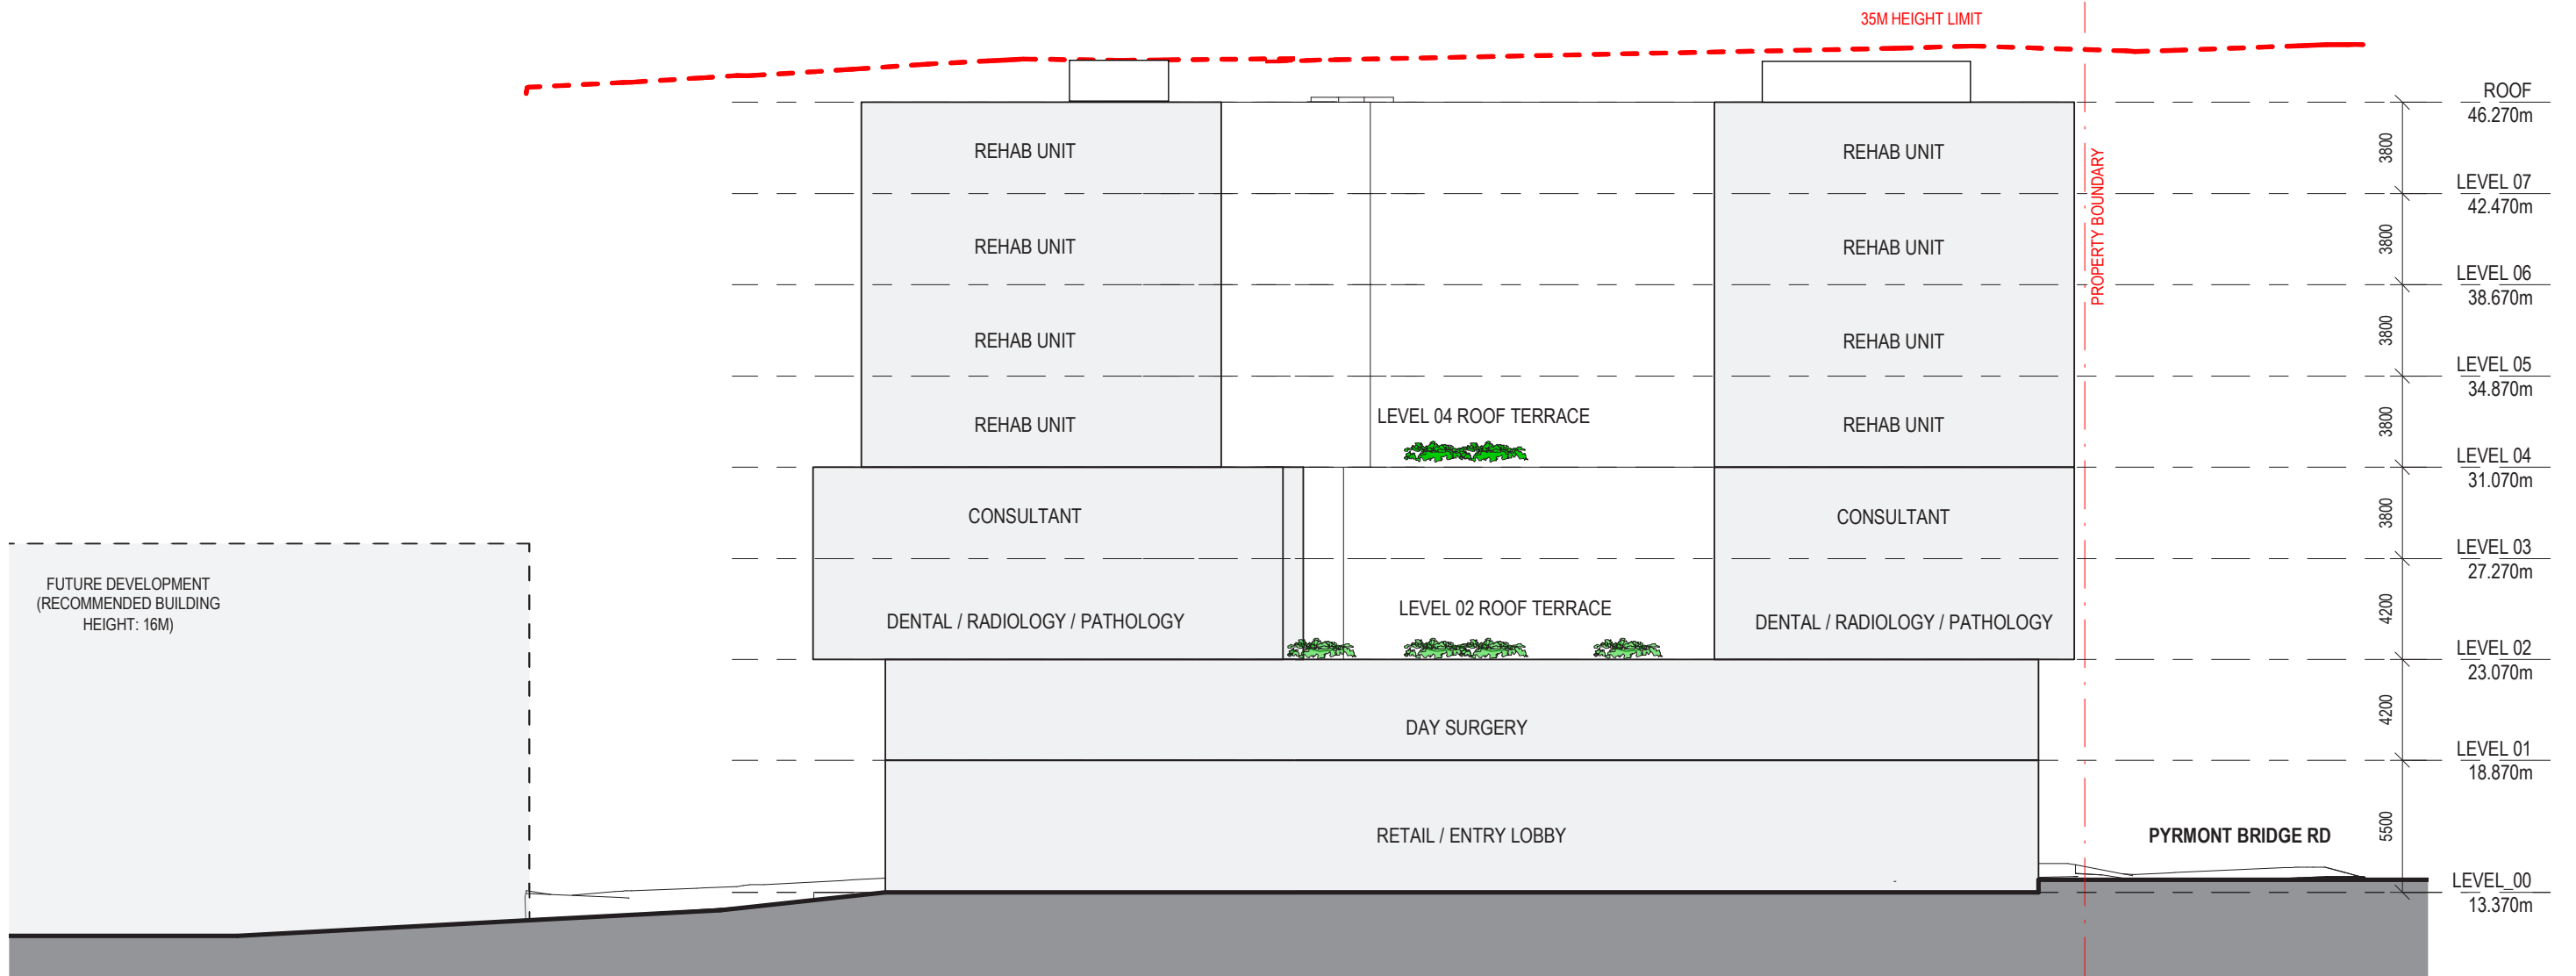 35M HEIGHT LIMIT
ROOF
46.270m
3800
REHAB UNIT
REHAB UNIT
PROPERTY BOUNDARY
LEVEL 07
42.470m
3800
REHAB UNIT
REHAB UNIT
LEVEL 06
38.670m
3800
REHAB UNIT
REHAB UNIT
LEVEL 05
34.870m
3800
REHAB UNIT
LEVEL 04 ROOF TERRACE
REHAB UNIT
LEVEL 04
31.070m
3800
CONSULTANT
CONSULTANT
LEVEL 03
27.270m
FUTURE DEVELOPMENT
(RECOMMENDED BUILDING
HEIGHT: 16M)
4200
DENTAL / RADIOLOGY / PATHOLOGY
LEVEL 02 ROOF TERRACE
DENTAL / RADIOLOGY / PATHOLOGY
LEVEL 02
23.070m
4200
DAY SURGERY
LEVEL 01
18.870m
5500
RETAIL / ENTRY LOBBY
PYRMONT BRIDGE RD
LEVEL_00
13.370m